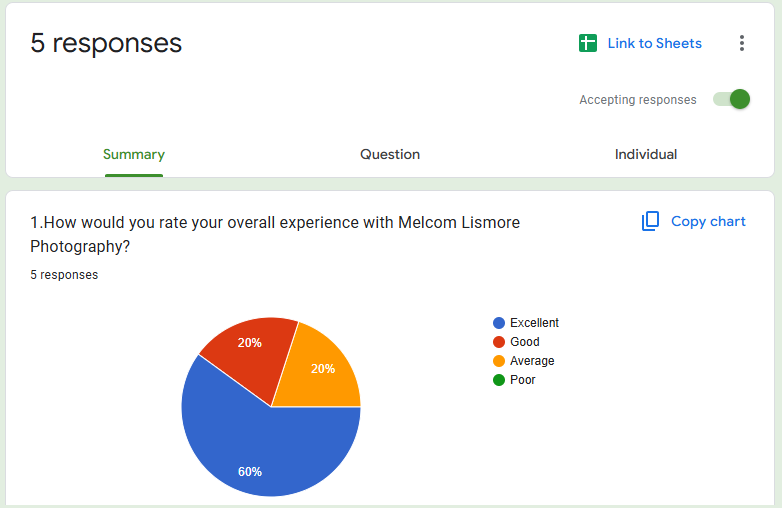 5 responses
Link to Sheets
Accepting responses
Summary
Question
Individual
1.How would you rate your overall experience with Melcom Lismore
Photography?
Copy chart
5 responses
20%
20%
60%
Excellent
Good
Average
Poor